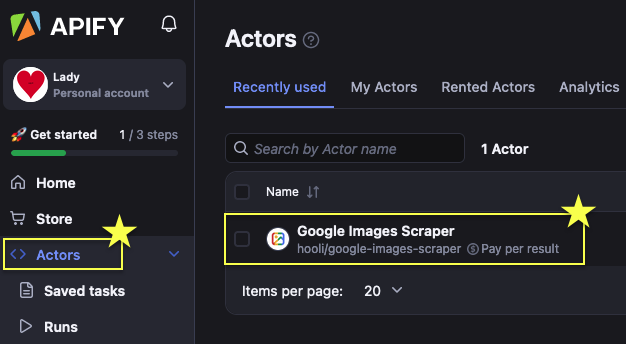 APIFY
Lady
Personal account
Get started 1 / 3 steps
Home
Store
Actors
Saved tasks
Runs
Actors
Recently used My Actors Rented Actors Analytics
Search by Actor name 1 Actor
Name
Google Images Scraper
hooli/google-images-scraper Pay per result
Items per page: 20